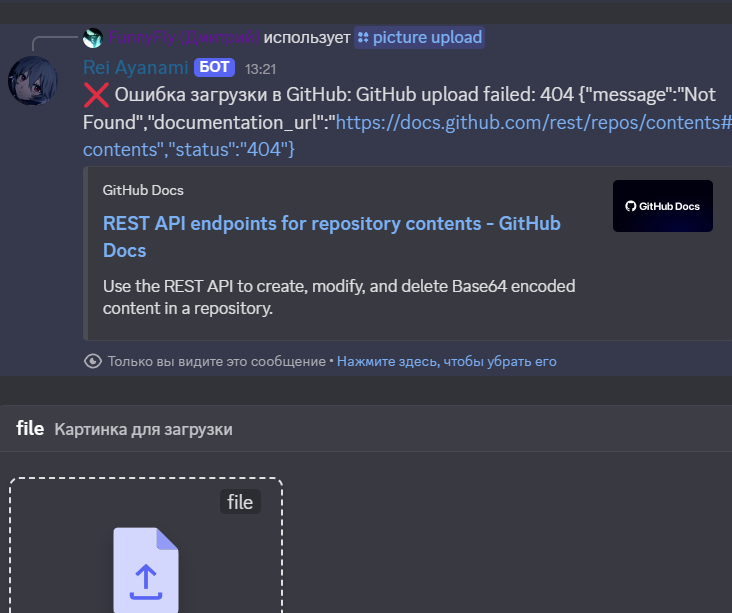 использует picture upload
Rei Ayanami БОТ 13:21
❌ Ошибка загрузки в GitHub: GitHub upload failed: 404 {"message":"Not
Found","documentation_url":"https://docs.github.com/rest/repos/contents#
contents","status":"404"}
GitHub Docs
REST API endpoints for repository contents - GitHub
Docs
GitHub Docs
Use the REST API to create, modify, and delete Base64 encoded
content in a repository.
Только вы видите это сообщение • Нажмите здесь, чтобы убрать его
file Картинка для загрузки
file